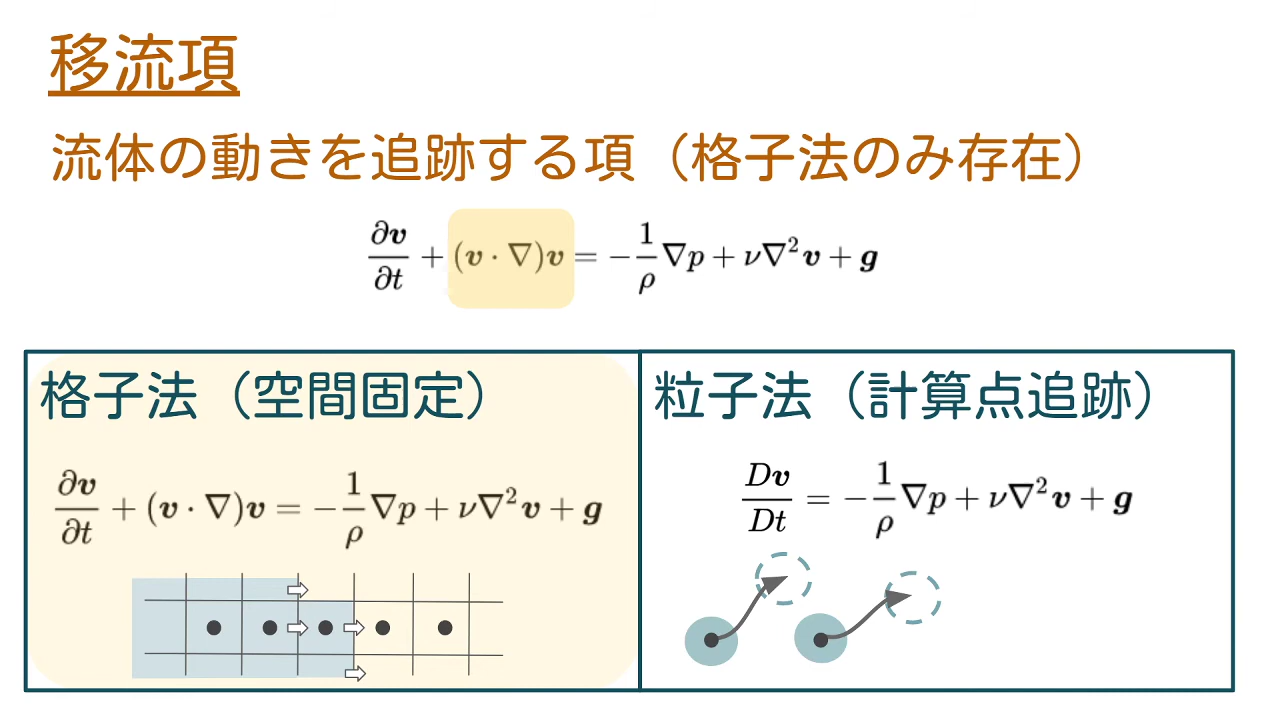 移流項
流体の動きを追跡する項（格子法のみ存在）
∂𝒗/∂t + (𝒗 · ∇)𝒗 = −1/ρ ∇p + ν∇²𝒗 + 𝒈
格子法（空間固定）
∂𝒗/∂t + (𝒗 · ∇)𝒗 = −1/ρ ∇p + ν∇²𝒗 + 𝒈
粒子法（計算点追跡）
D𝒗/Dt = −1/ρ ∇p + ν∇²𝒗 + 𝒈